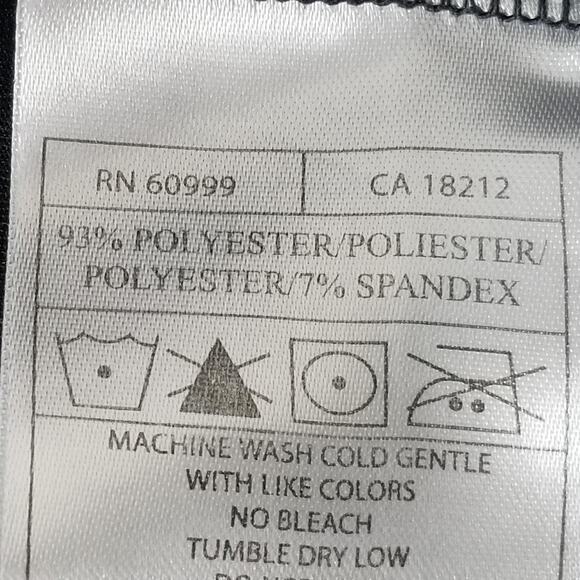 RN 60999
CA 18212
93% POLYESTER/POLIESTER/
POLYESTER/7% SPANDEX
MACHINE WASH COLD GENTLE
WITH LIKE COLORS
NO BLEACH
TUMBLE DRY LOW